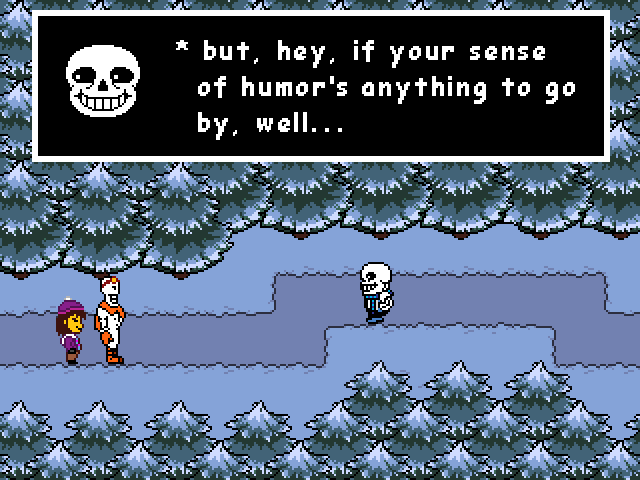 * but, hey, if your sense
of humor's anything to go
by, well...